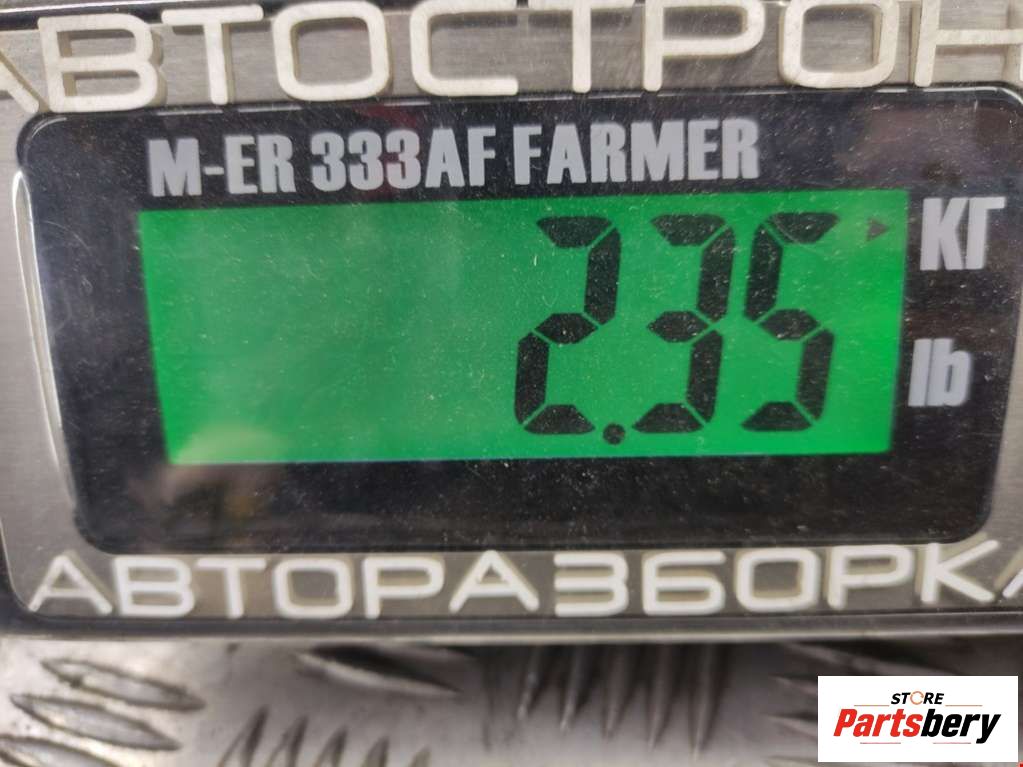 АВТОСТРОН
M-ER 333AF FARMER
2.35
КГ
lb
АВТОРАЗБОРКА
STORE
Partsbery